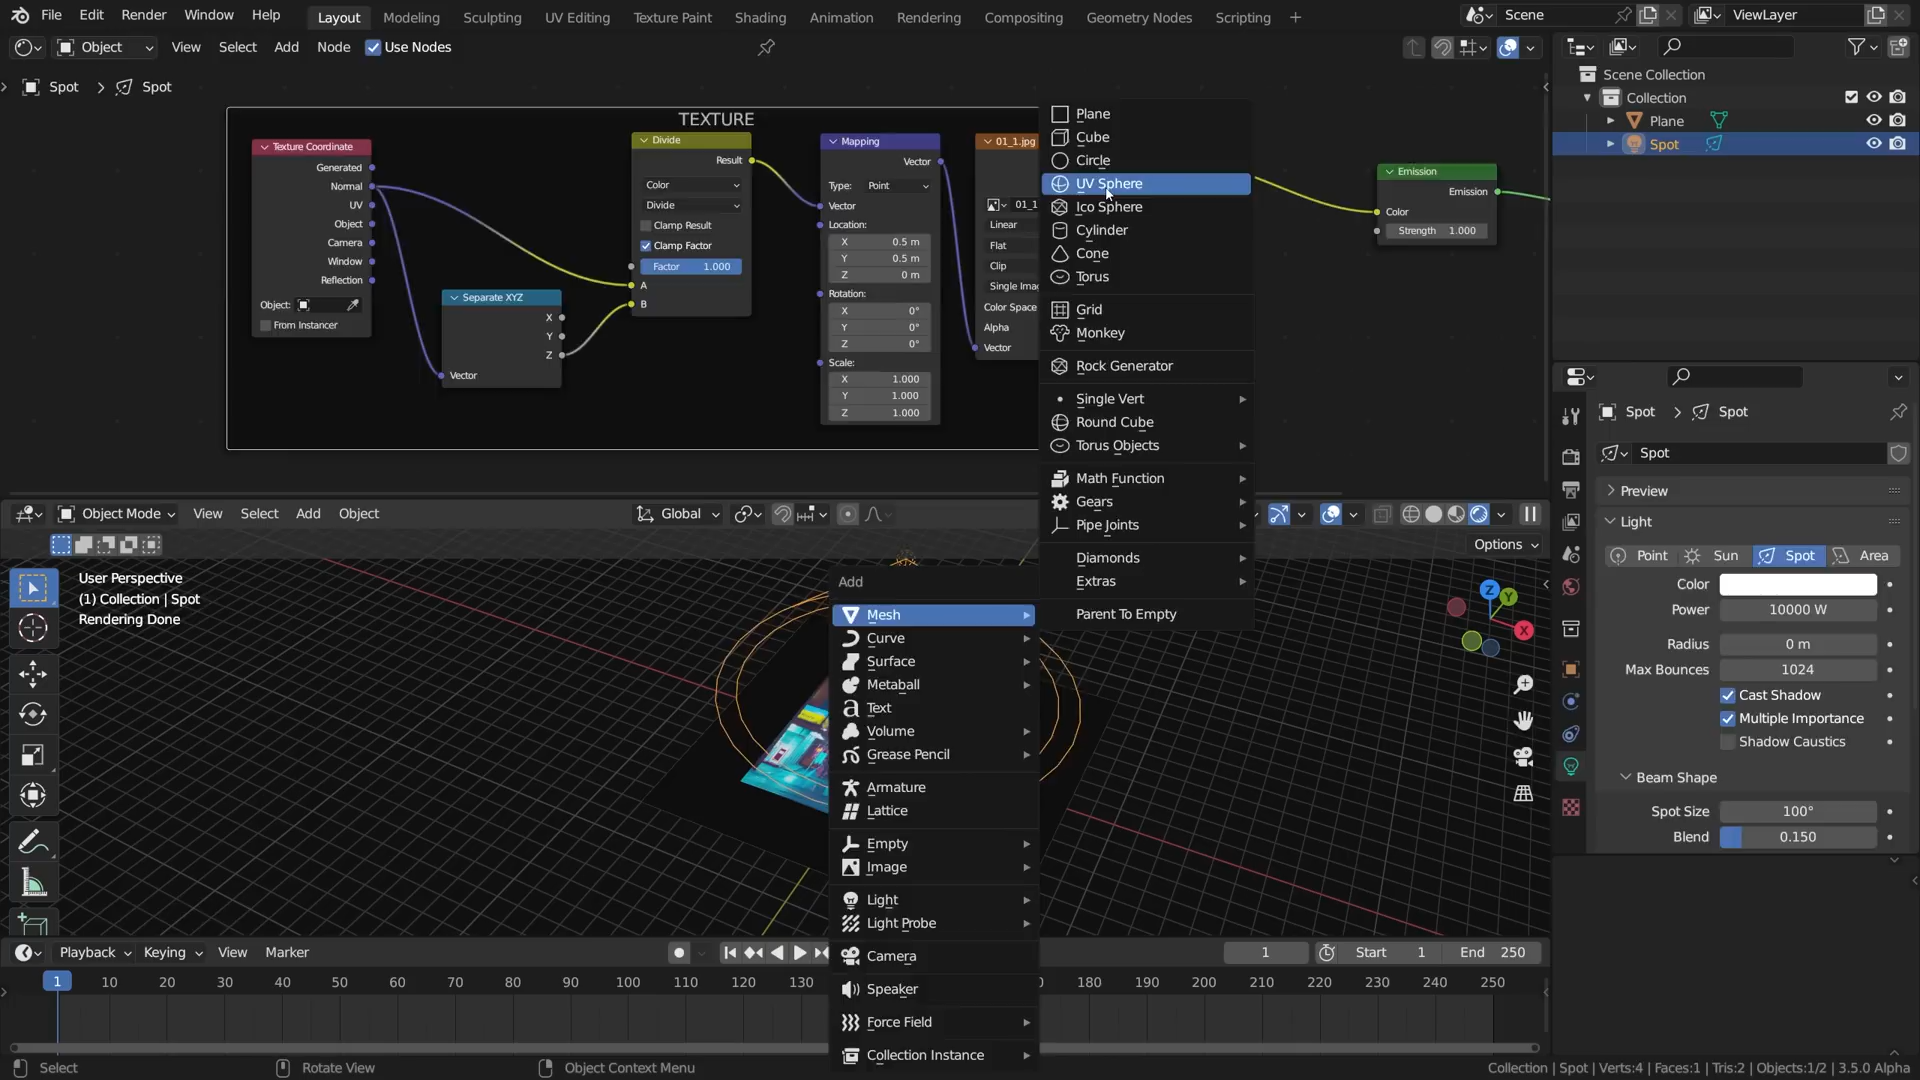 File Edit Render Window Help Layout Modeling Sculpting UV Editing Texture Paint Shading Animation Rendering Compositing Geometry Nodes Scripting + Scene ViewLayer
Object View Select Add Node Use Nodes
Spot > Spot
TEXTURE
Texture Coordinate
Generated
Normal
UV
Object
Camera
Window
Reflection
Object:
From Instancer
Separate XYZ
X
Y
Z
Vector
Divide
Result
Color
Divide
Clamp Result
Clamp Factor
Factor 1.000
A
B
Mapping
Vector
Type: Point
Vector
Location:
X 0.5 m
Y 0.5 m
Z 0 m
Rotation:
X 0°
Y 0°
Z 0°
Scale:
X 1.000
Y 1.000
Z 1.000
01_1.jpg
01_1
Linear
Flat
Clip
Single Imag
Color Space
Alpha
Vector
Emission
Emission
Color
Strength 1.000
Plane
Cube
Circle
UV Sphere
Ico Sphere
Cylinder
Cone
Torus
Grid
Monkey
Rock Generator
Single Vert
Round Cube
Torus Objects
Math Function
Gears
Pipe Joints
Diamonds
Extras
Parent To Empty
Scene Collection
Collection
Plane
Spot
Spot > Spot
Spot
Preview
Light
Point Sun Spot Area
Color
Power 10000 W
Radius 0 m
Max Bounces 1024
Cast Shadow
Multiple Importance
Shadow Caustics
Beam Shape
Spot Size 100°
Blend 0.150
Object Mode View Select Add Object Global
Options
User Perspective
(1) Collection | Spot
Rendering Done
Z
Y
X
Add
Mesh
Curve
Surface
Metaball
Text
Volume
Grease Pencil
Armature
Lattice
Empty
Image
Light
Light Probe
Camera
Speaker
Force Field
Collection Instance
Playback Keying View Marker 1 Start 1 End 250
1 10 20 30 40 50 60 70 80 90 100 110 120 130 0 190 200 210 220 230 240 250
Select Rotate View Object Context Menu Collection | Spot | Verts:4 | Faces:1 | Tris:2 | Objects:1/2 | 3.5.0 Alpha